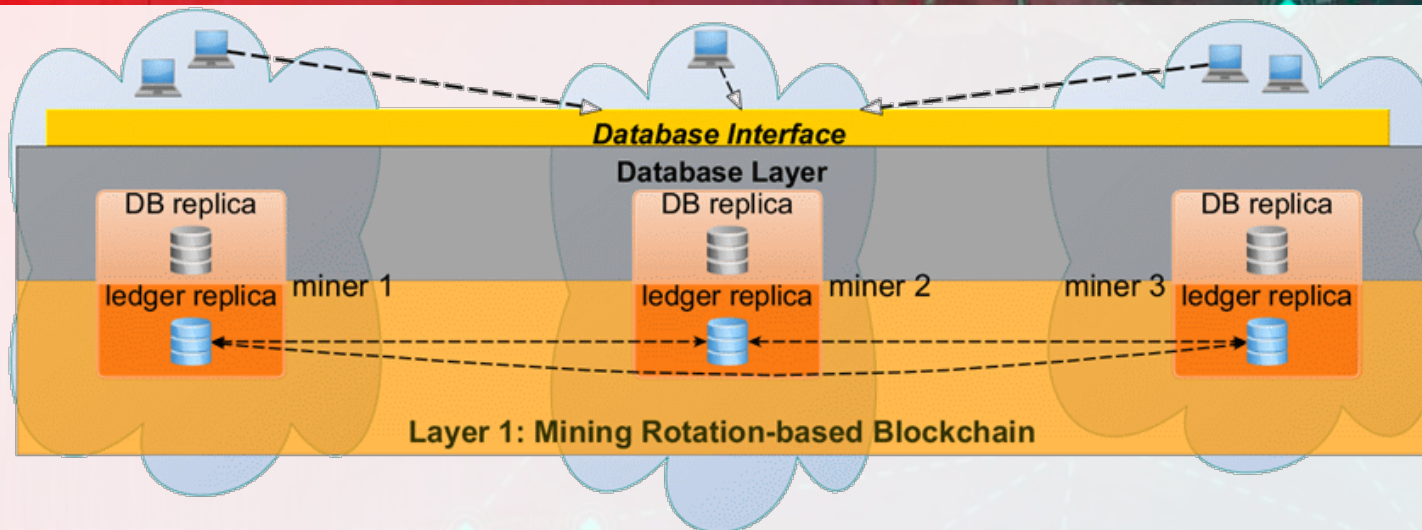 Database Interface
Database Layer
DB replica
DB replica
DB replica
miner 1
miner 2
miner 3
ledger replica
ledger replica
ledger replica
Layer 1: Mining Rotation-based Blockchain